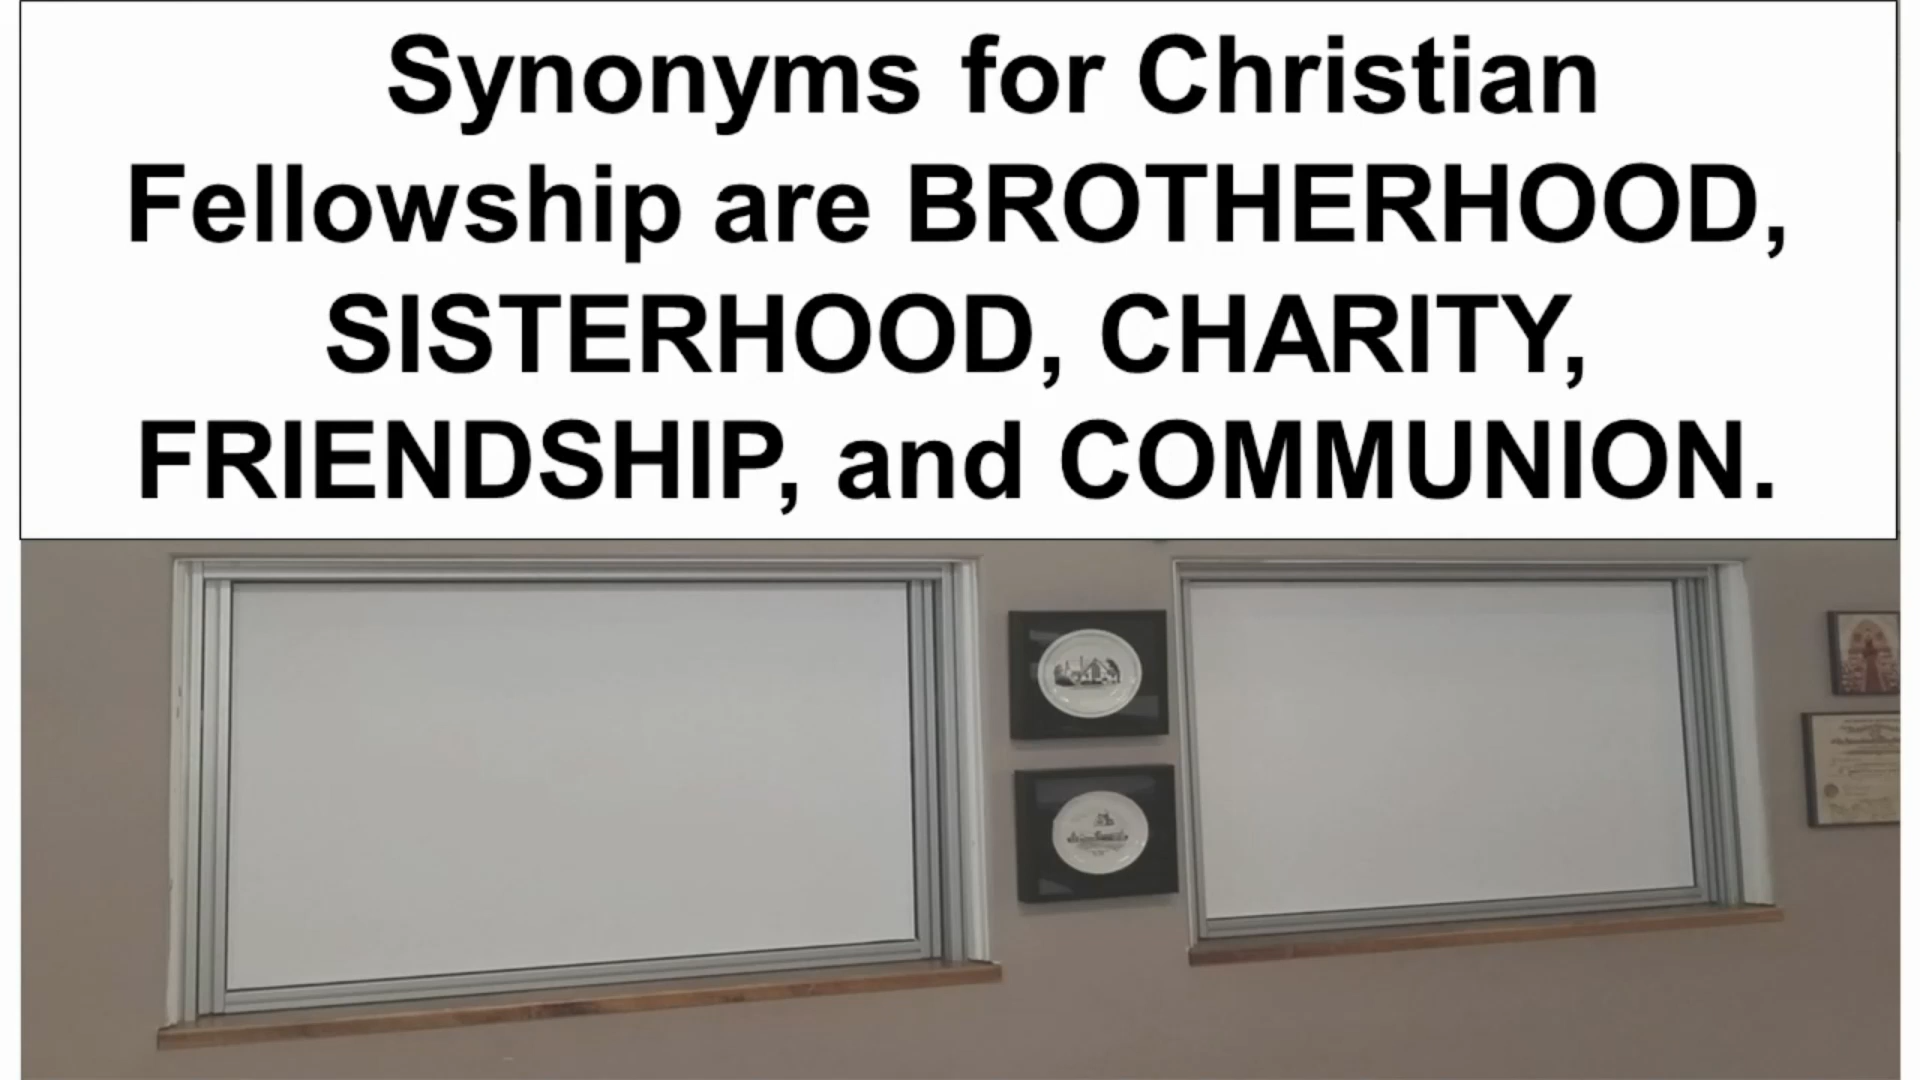 Synonyms for Christian
Fellowship are BROTHERHOOD,
SISTERHOOD, CHARITY,
FRIENDSHIP, and COMMUNION.